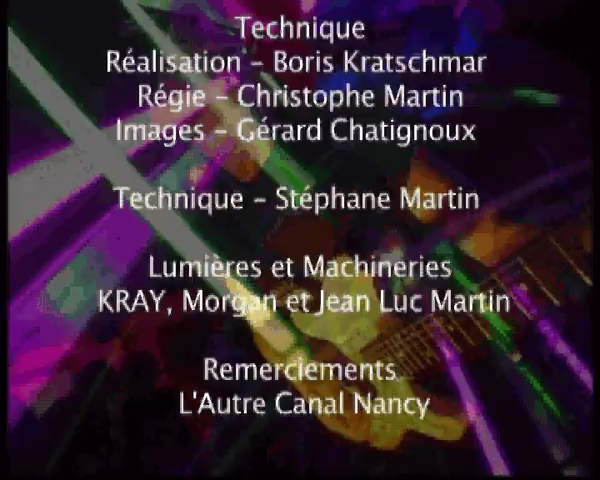 Technique
Réalisation - Boris Kratschmar
Régie - Christophe Martin
Images - Gérard Chatignoux
Technique - Stéphane Martin
Lumières et Machineries
KRAY, Morgan et Jean Luc Martin
Remerciements
L'Autre Canal Nancy